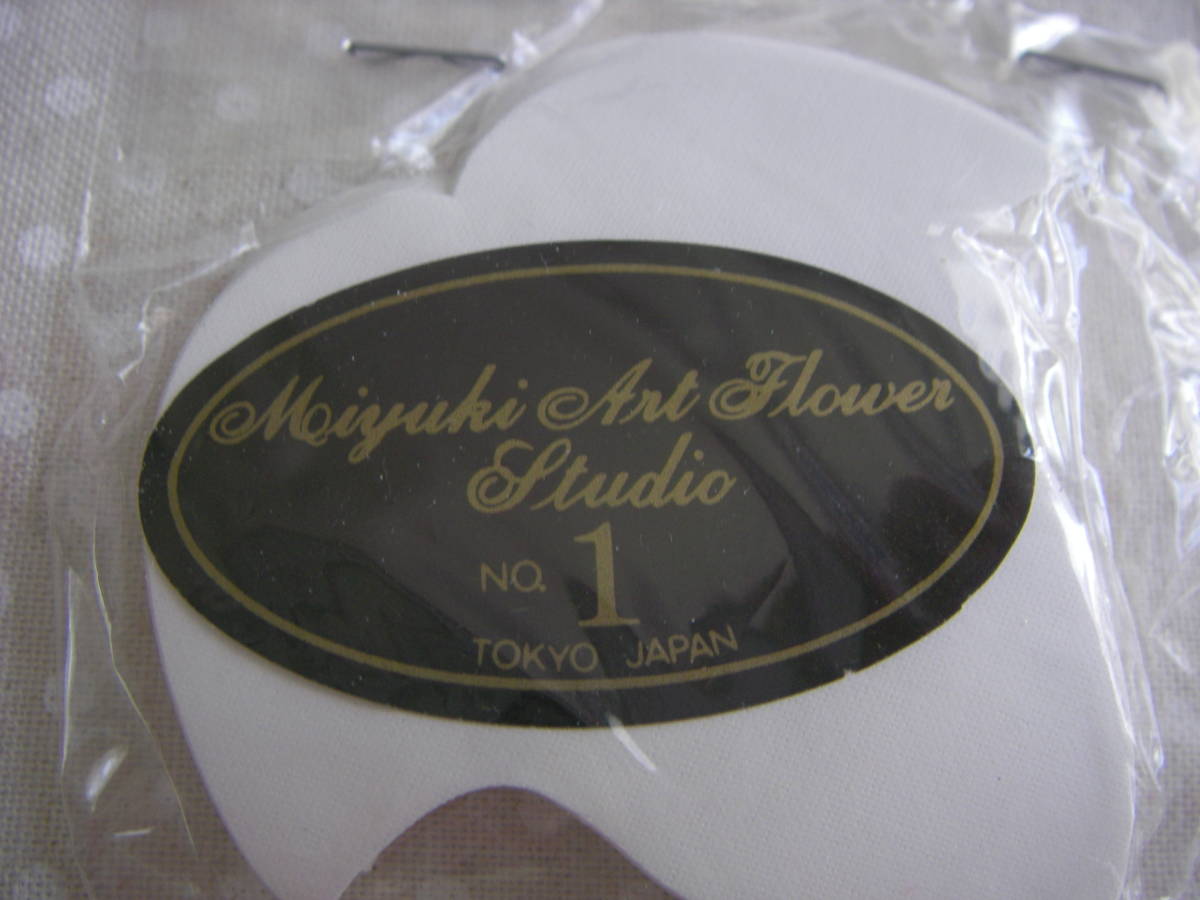 Miyuki Art Flower
Studio
NO. 1
TOKYO JAPAN